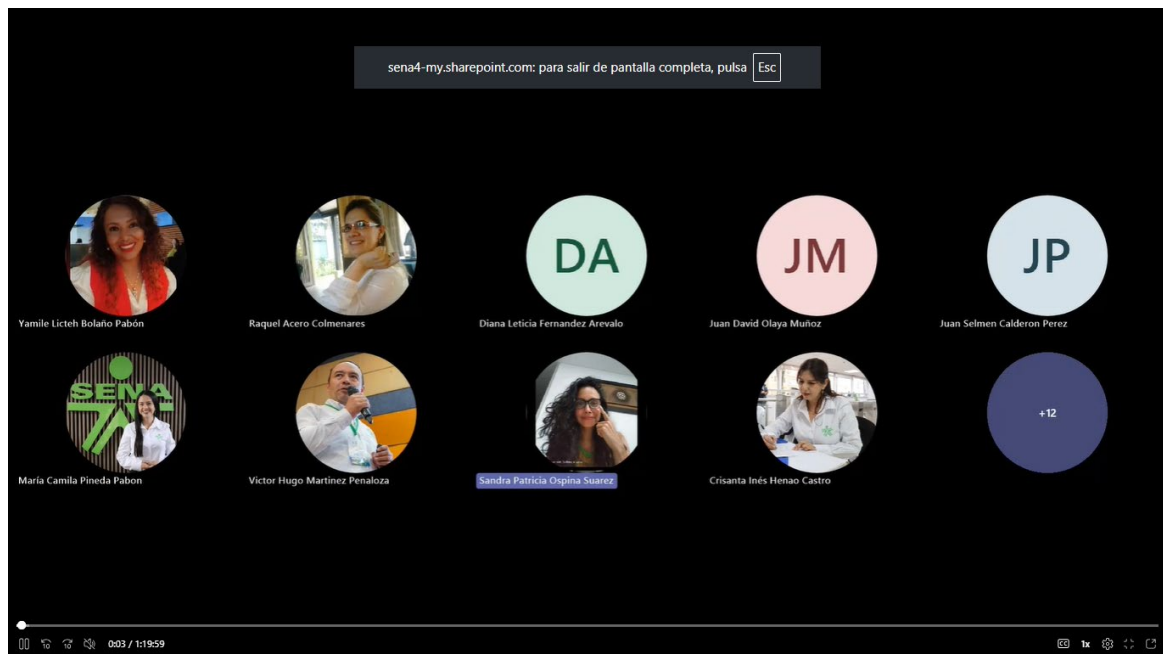 sena4-my.sharepoint.com: para salir de pantalla completa, pulsa Esc
DA
JM
JP
Yamile Licteh Bolaño Pabón
Raquel Acero Colmenares
Diana Leticia Fernandez Arevalo
Juan David Olaya Muñoz
Juan Selmen Calderon Perez
SENA
+12
María Camila Pineda Pabon
Victor Hugo Martinez Penaloza
Sandra Patricia Ospina Suarez
Crisanta Inés Henao Castro
10
10
0:03 / 1:19:59
CC
1x